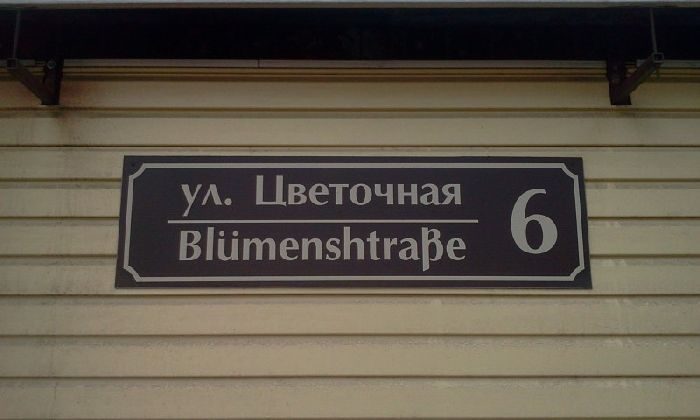 ул. Цветочная
Blümenshtraße
6